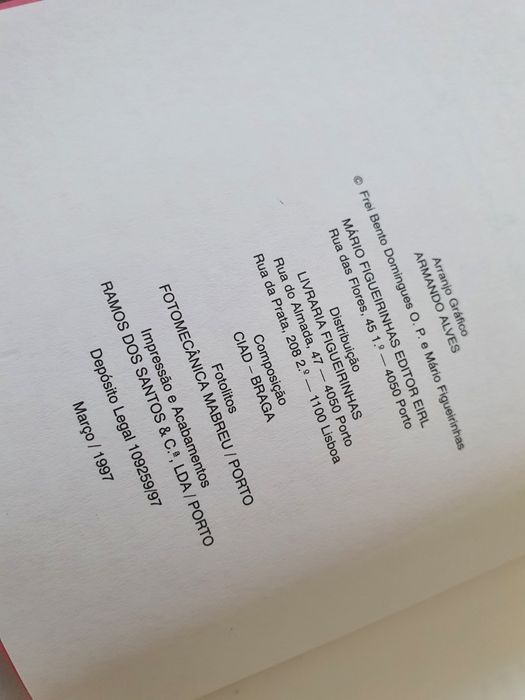 Arranjo Gráfico
ARMANDO ALVES
© Frei Bento Domingues O. P. e Mário Figueirinhas
MÁRIO FIGUEIRINHAS EDITOR EIRL
Rua das Flores, 45 1.º — 4050 Porto
Distribuição
LIVRARIA FIGUEIRINHAS
Rua do Almada, 47 — 4050 Porto
Rua da Prata, 208 2.º — 1100 Lisboa
Composição
CIAD – BRAGA
Fotolitos
FOTOMECÂNICA MABREU / PORTO
Impressão e Acabamentos
RAMOS DOS SANTOS & C.ª, LDA / PORTO
Depósito Legal 109259/97
Março / 1997